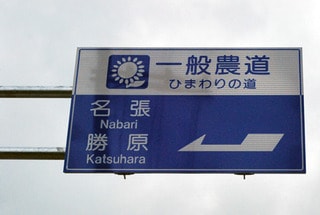 一般農道
ひまわりの道
名張
Nabari
勝原
Katsuhara